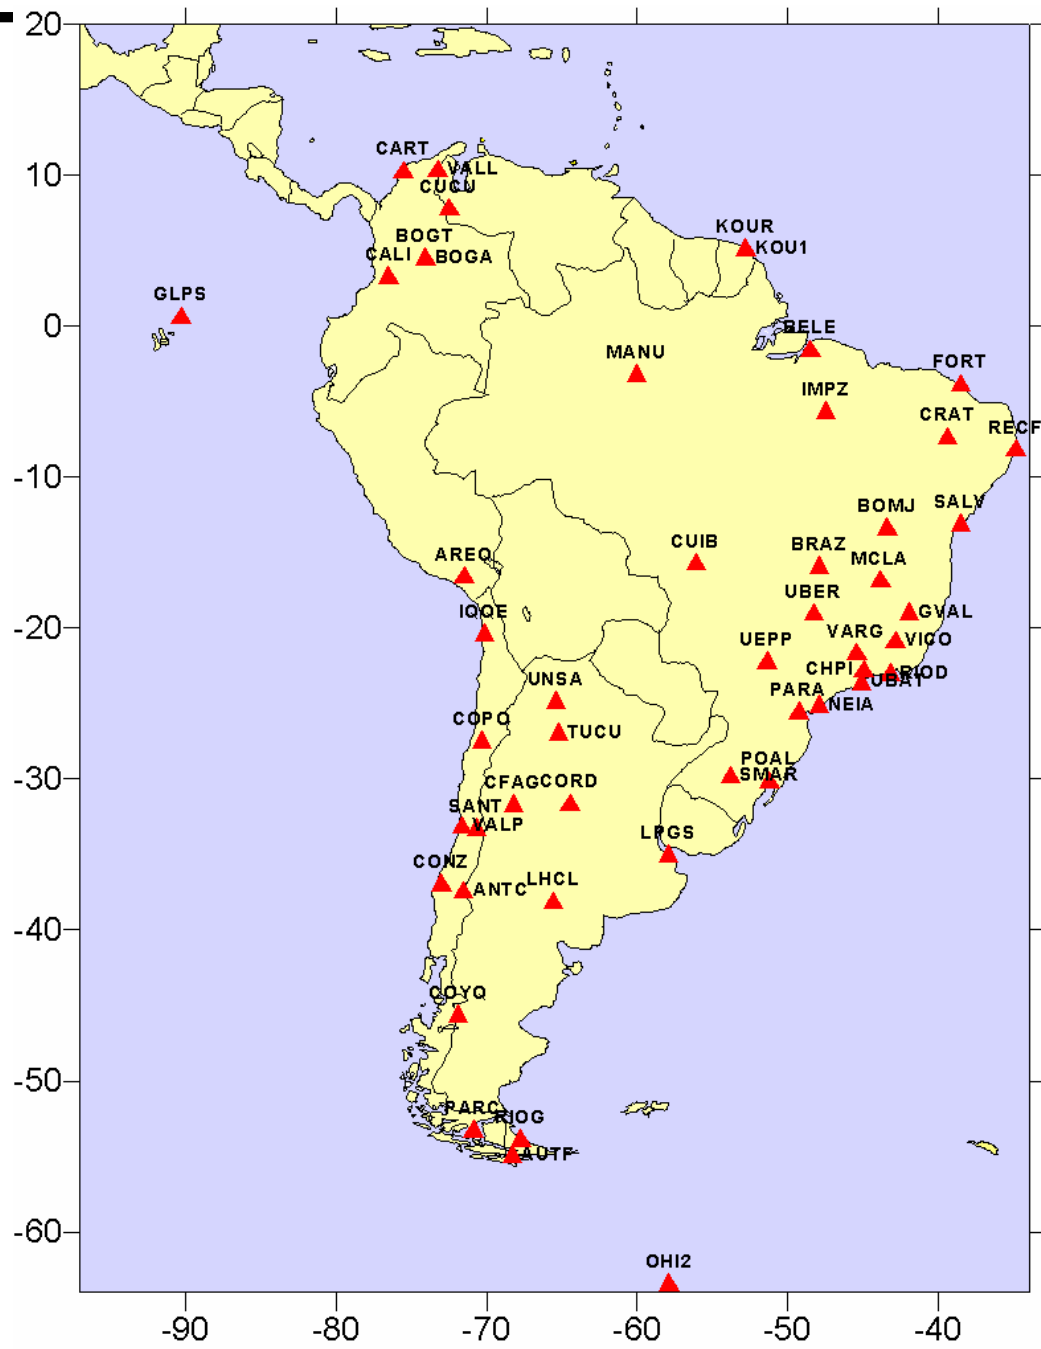 20
CART
VALL
10
CUCU
KOUR
BOGT
KOU1
CALI
BOGA
GLPS
0
BELE
MANU
FORT
IMPZ
CRAT
RECF
-10
SALV
BOMJ
CUIB
BRAZ
AREQ
MCLA
UBER
IQQE
GVAL
-20
VARG
UEPP
VICO
CHPI
RIOD
UNSA
UBAT
PARA
NEIA
COPO
TUCU
POAL
-30
SMAR
CFAG
CORD
SANT
VALP
LPGS
CONZ
LHCL
ANTC
-40
COYQ
-50
PARC
RIOG
AUTF
-60
OHI2
-90
-80
-70
-60
-50
-40